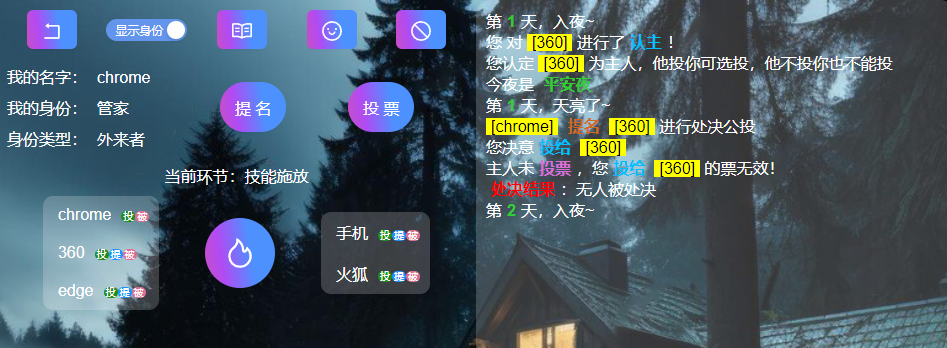 显示身份
我的名字： chrome
我的身份： 管家
身份类型： 外来者
提名
投票
当前环节：技能施放
chrome 投 被
360 投 提 被
edge 投 提 被
手机 投 提 被
火狐 投 提 被
第 1 天，入夜~
您 对 [360] 进行了 认主 ！
您认定 [360] 为主人，他投你可选投，他不投你也不能投
今夜是 平安夜
第 1 天，天亮了~
[chrome] 提名 [360] 进行处决公投
您决意 投给 [360]
主人未 投票 ，您 投给 [360] 的票无效!
处决结果 ：无人被处决
第 2 天，入夜~